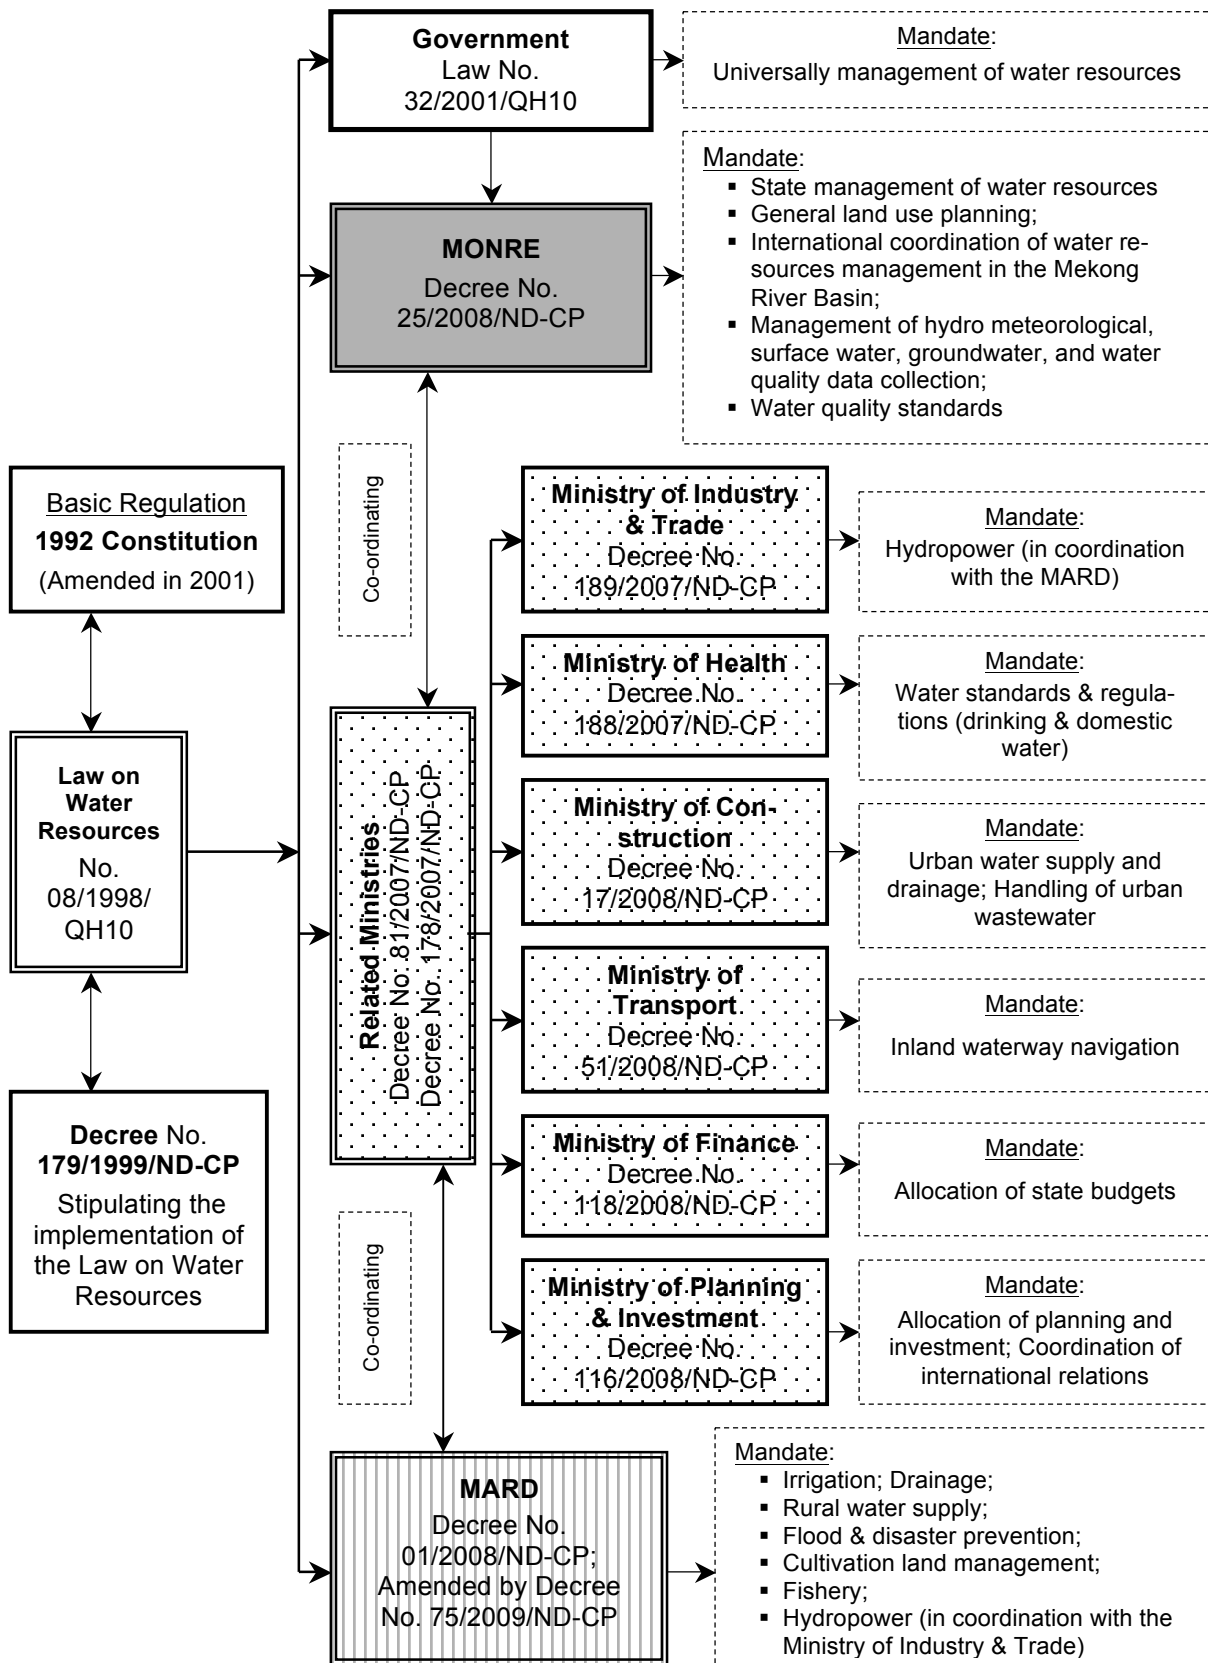 Government
Law No.
32/2001/QH10
Mandate:
Universally management of water resources
MONRE
Decree No.
25/2008/ND-CP
Mandate:
▪ State management of water resources
▪ General land use planning;
▪ International coordination of water re-
sources management in the Mekong
River Basin;
▪ Management of hydro meteorological,
surface water, groundwater, and water
quality data collection;
▪ Water quality standards
Co-ordinating
Basic Regulation
1992 Constitution
(Amended in 2001)
Law on
Water
Resources
No.
08/1998/
QH10
Decree No.
179/1999/ND-CP
Stipulating the
implementation of
the Law on Water
Resources
Related Ministries
Decree No. 81/2007/ND-CP
Decree No. 178/2007/ND-CP
Ministry of Industry
& Trade
Decree No.
189/2007/ND-CP
Mandate:
Hydropower (in coordination
with the MARD)
Ministry of Health
Decree No.
188/2007/ND-CP
Mandate:
Water standards & regula-
tions (drinking & domestic
water)
Ministry of Con-
struction
Decree No.
17/2008/ND-CP
Mandate:
Urban water supply and
drainage; Handling of urban
wastewater
Ministry of
Transport
Decree No.
51/2008/ND-CP
Mandate:
Inland waterway navigation
Ministry of Finance
Decree No.
118/2008/ND-CP
Mandate:
Allocation of state budgets
Ministry of Planning
& Investment
Decree No.
116/2008/ND-CP
Mandate:
Allocation of planning and
investment; Coordination of
international relations
Co-ordinating
MARD
Decree No.
01/2008/ND-CP;
Amended by Decree
No. 75/2009/ND-CP
Mandate:
▪ Irrigation; Drainage;
▪ Rural water supply;
▪ Flood & disaster prevention;
▪ Cultivation land management;
▪ Fishery;
▪ Hydropower (in coordination with the
Ministry of Industry & Trade)